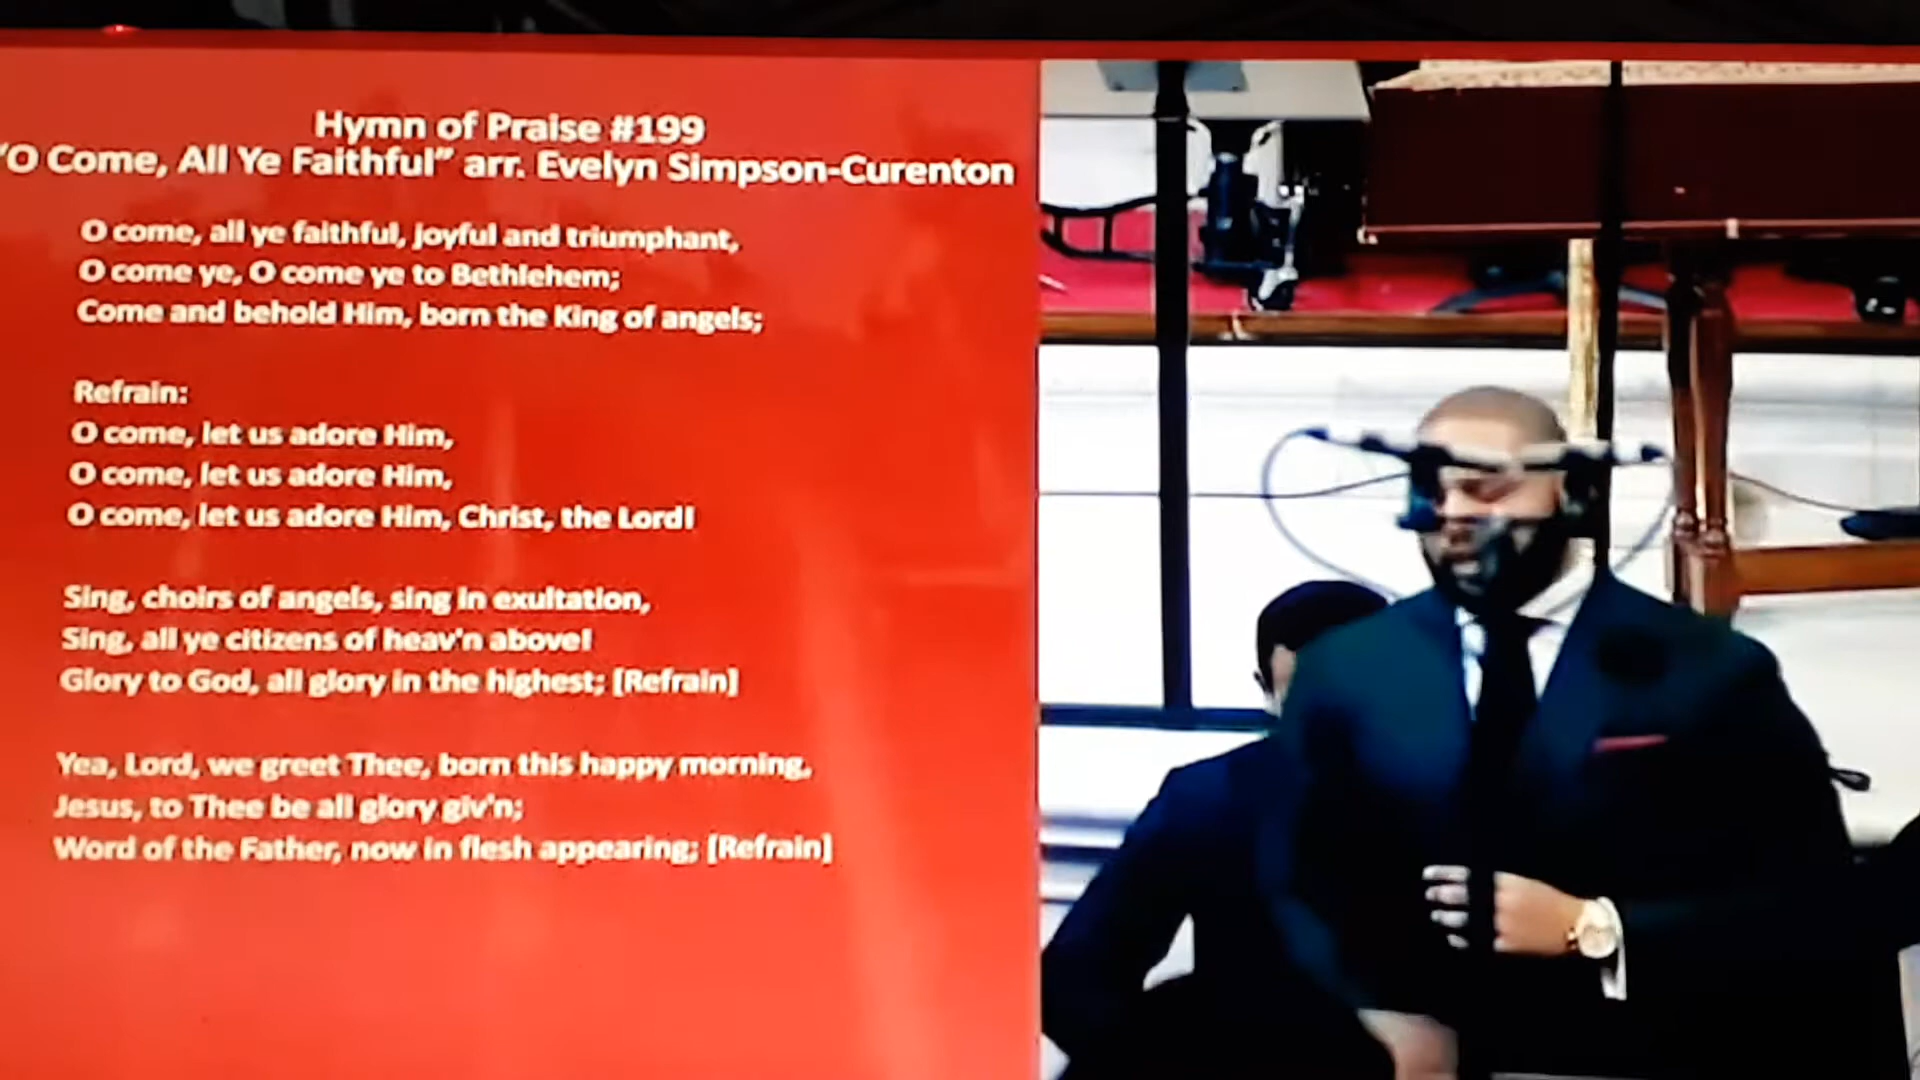 Hymn of Praise #199
"O Come, All Ye Faithful" arr. Evelyn Simpson-Curenton
O come, all ye faithful, joyful and triumphant,
O come ye, O come ye to Bethlehem;
Come and behold Him, born the King of angels;
Refrain:
O come, let us adore Him,
O come, let us adore Him,
O come, let us adore Him, Christ, the Lord!
Sing, choirs of angels, sing in exultation,
Sing, all ye citizens of heav'n above!
Glory to God, all glory in the highest; [Refrain]
Yea, Lord, we greet Thee, born this happy morning,
Jesus, to Thee be all glory giv'n;
Word of the Father, now in flesh appearing; [Refrain]